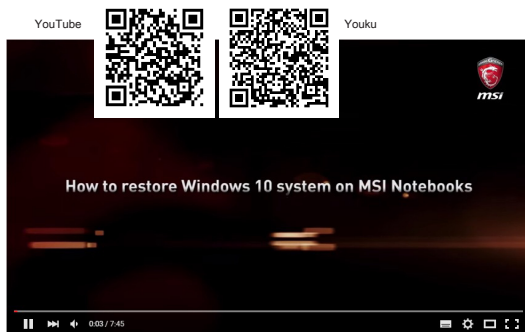 YouTube
Youku
msi
How to restore Windows 10 system on MSI Notebooks
0:03 / 7:45